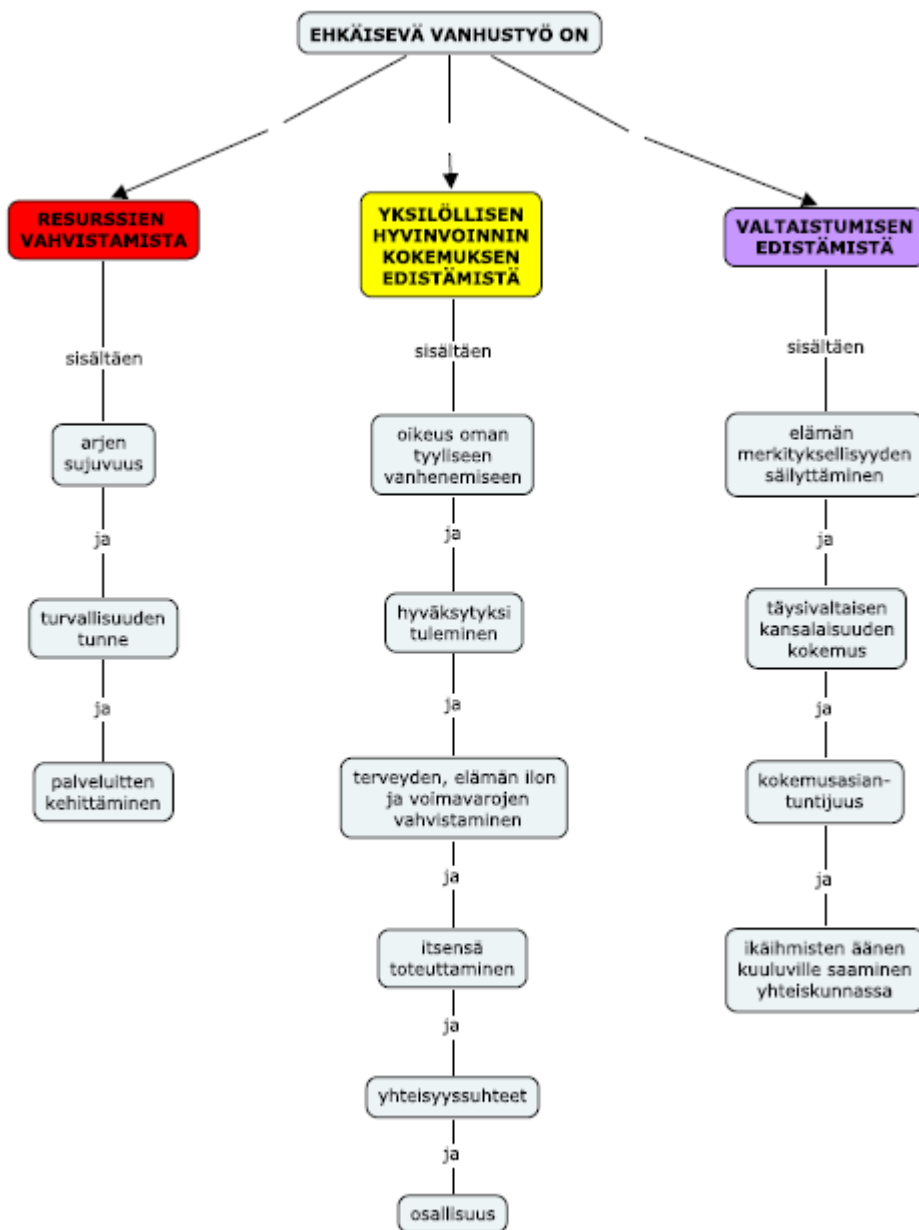 EHKÄISEVÄ VANHUSTYÖ ON
RESURSSIEN
VAHVISTAMISTA
sisältäen
arjen
sujuvuus
ja
turvallisuuden
tunne
ja
palveluitten
kehittäminen
YKSILÖLLISEN
HYVINVOINNIN
KOKEMUKSEN
EDISTÄMISTÄ
sisältäen
oikeus oman
tyyliseen
vanhenemiseen
ja
hyväksytyksi
tuleminen
ja
terveyden, elämän ilon
ja voimavarojen
vahvistaminen
ja
itsensä
toteuttaminen
ja
yhteisyyssuhteet
ja
osallisuus
VALTAISTUMISEN
EDISTÄMISTÄ
sisältäen
elämän
merkityksellisyyden
säilyttäminen
ja
täysivaltaisen
kansalaisuuden
kokemus
ja
kokemusasian-
tuntijuus
ja
ikäihmisten äänen
kuuluville saaminen
yhteiskunnassa